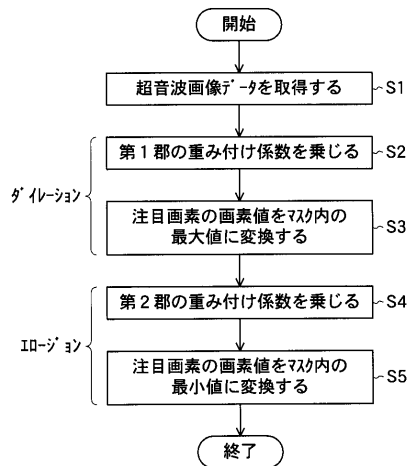 開始
超音波画像ﾃﾞｰﾀを取得する S1
第1郡の重み付け係数を乗じる S2
ﾀﾞｲﾚｰｼｮﾝ
注目画素の画素値をﾏｽｸ内の
最大値に変換する S3
第2郡の重み付け係数を乗じる S4
ｴﾛｰｼﾞｮﾝ
注目画素の画素値をﾏｽｸ内の
最小値に変換する S5
終了